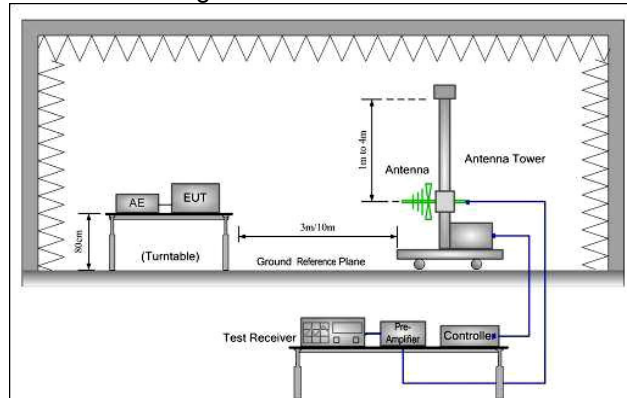 1m to 4m
Antenna
Antenna Tower
AE
EUT
80cm
(Turntable)
3m/10m
Ground Reference Plane
Test Receiver
Pre-
Amplifier
Controller